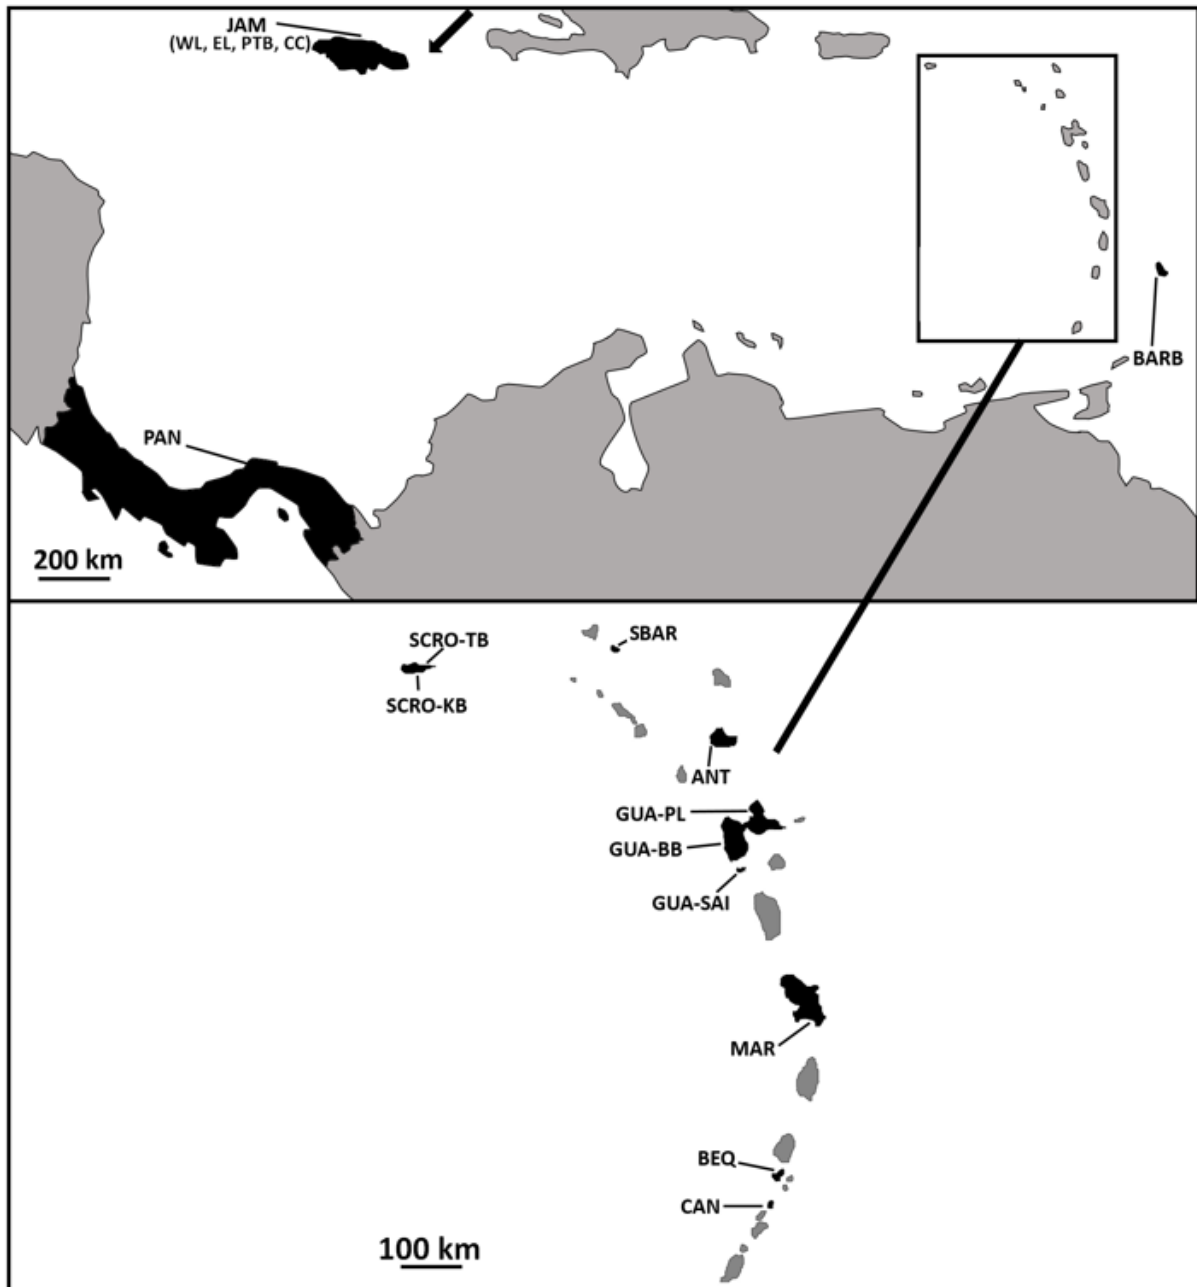 JAM
(WL, EL, PTB, CC)
BARB
PAN
200 km
SCRO-TB
SBAR
SCRO-KB
ANT
GUA-PL
GUA-BB
GUA-SAI
MAR
BEQ
CAN
100 km